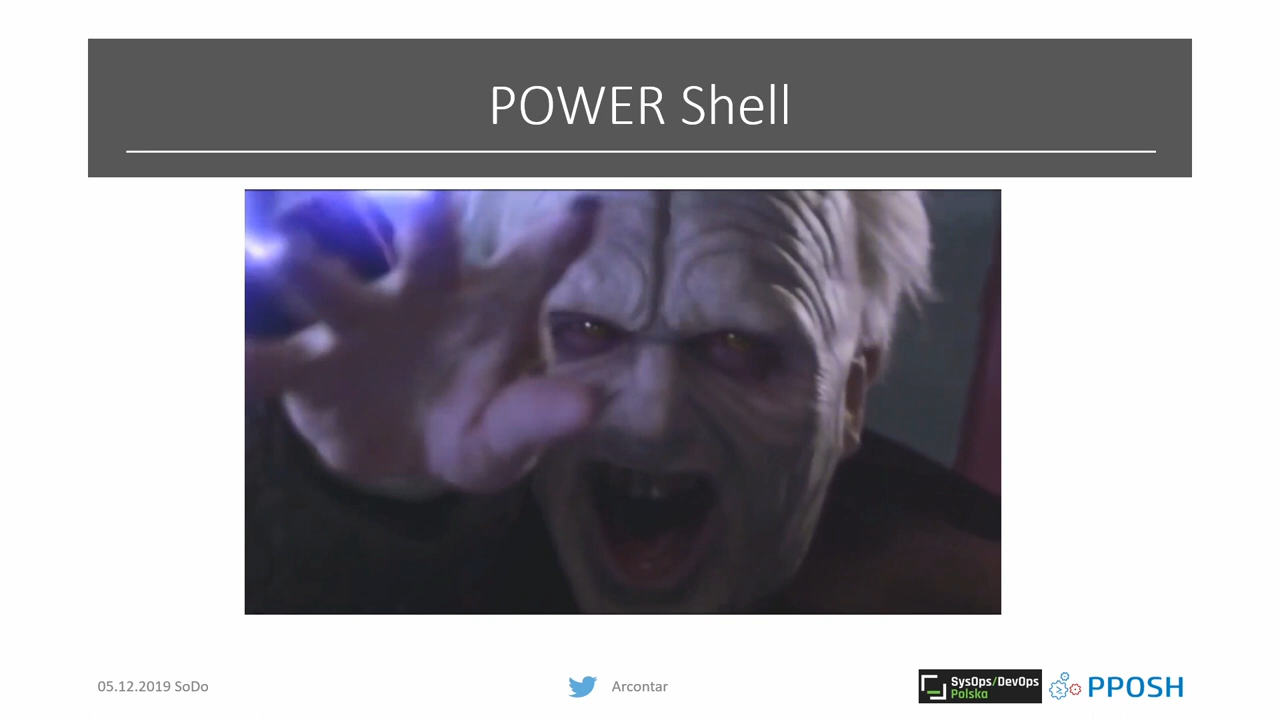 POWER Shell
05.12.2019 SoDo
Arcontar
SysOps/DevOps
Polska
PPOSH